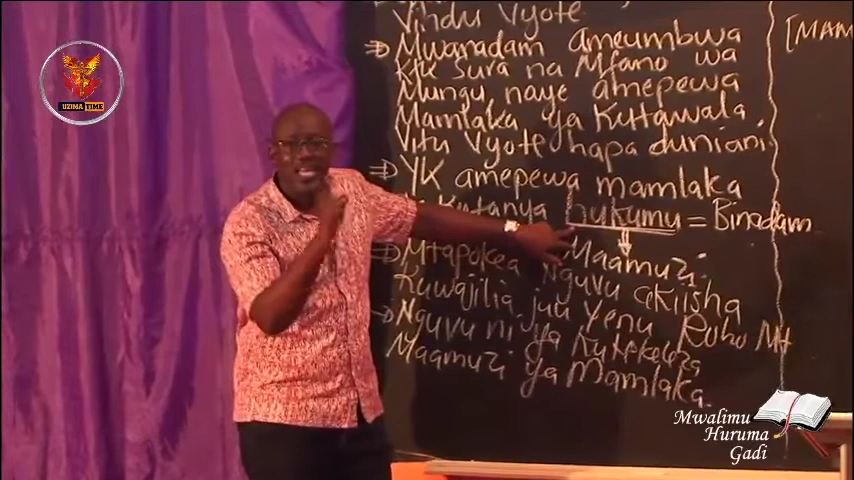 Vindu Vyote
⇒ Mwanadam Ameumbwa
Kk Sura na Mfano wa
Mungu, naye amepewa
Mamlaka ya Kuttawala
Vitu Vyote hapa duniani
⇒ YK Amepewa mamlaka
Kutanya hukumu = Binadam
Maamuzi
⇒ Mtapokea Nguvu
Kuwajilia juu Yenu Roho Mt
⇒ Nguvu ni ya Kutekeleza
Maamuzi ya Mamlaka
[MAM
UZIMA TIME
Mwalimu
Huruma
Gadi